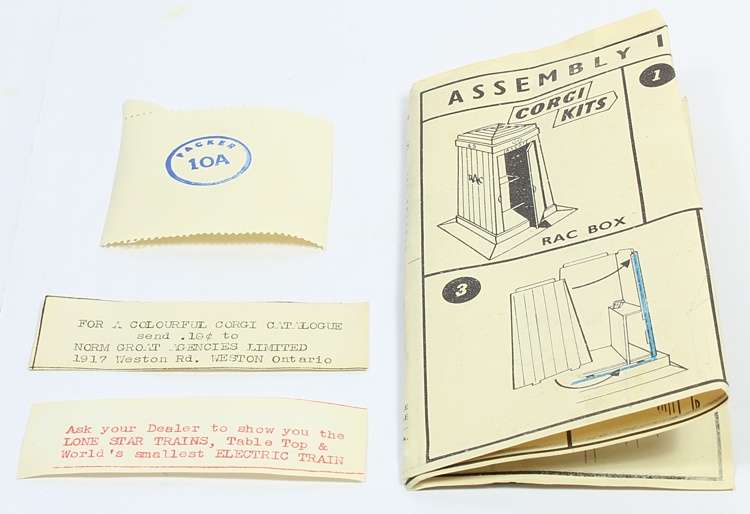 PACKER
10A
FOR A COLOURFUL CORGI CATALOGUE
send .10¢ to
NORM GROAT AGENCIES LIMITED
1917 Weston Rd. WESTON Ontario
Ask your Dealer to show you the
LONE STAR TRAINS, Table Top &
World's smallest ELECTRIC TRAIN
ASSEMBLY I
CORGI
KITS
1
RAC
RAC BOX
3